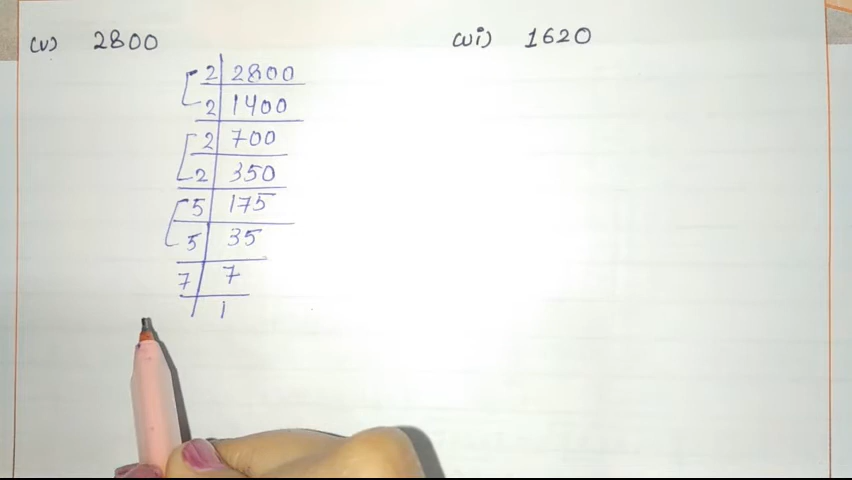 (v) 2800
2 | 2800
2 | 1400
2 | 700
2 | 350
5 | 175
5 | 35
7 | 7
1
(vi) 1620